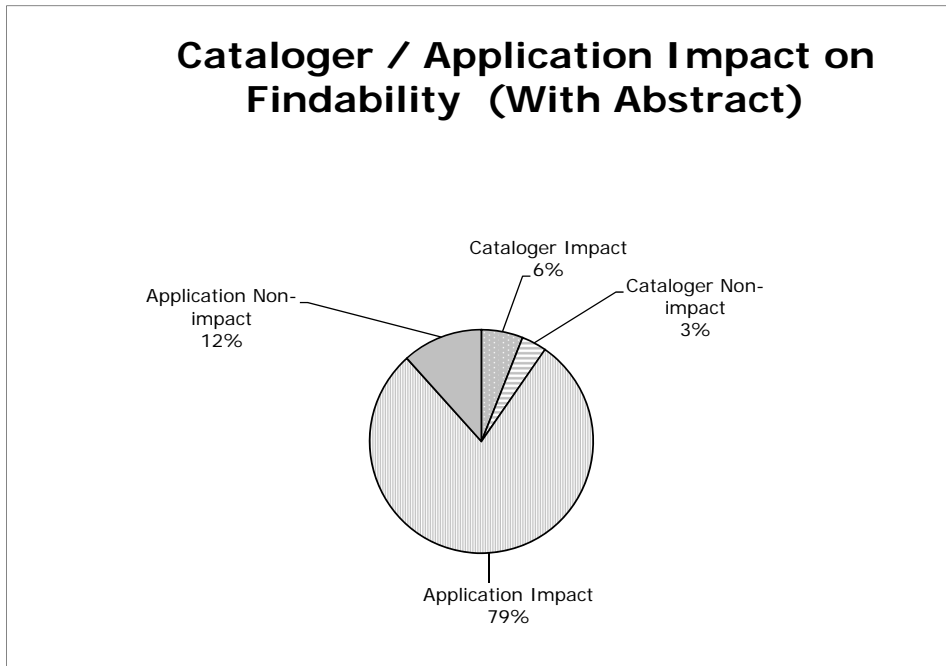 Cataloger / Application Impact on
Findability (With Abstract)
Cataloger Impact
6%
Cataloger Non-
impact
3%
Application Non-
impact
12%
Application Impact
79%